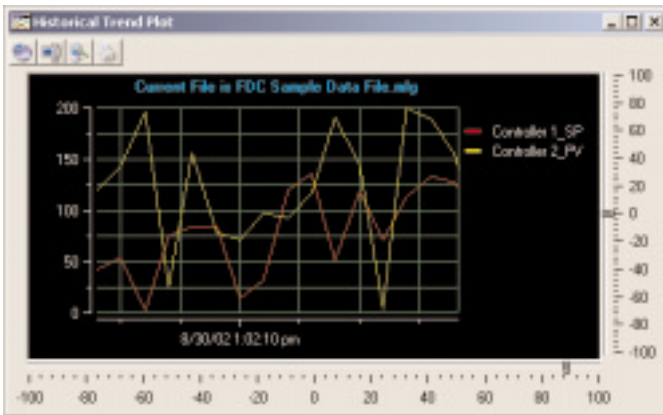 Historical Trend Plot
Current File is FDC Sample Data File.mfg
200
150
100
50
0
Controller 1_SP
Controller 2_PV
8/30/02 1:02:10 pm
100
80
60
40
20
0
-20
-40
-60
-80
-100
-100 -80 -60 -40 -20 0 20 40 60 80 100